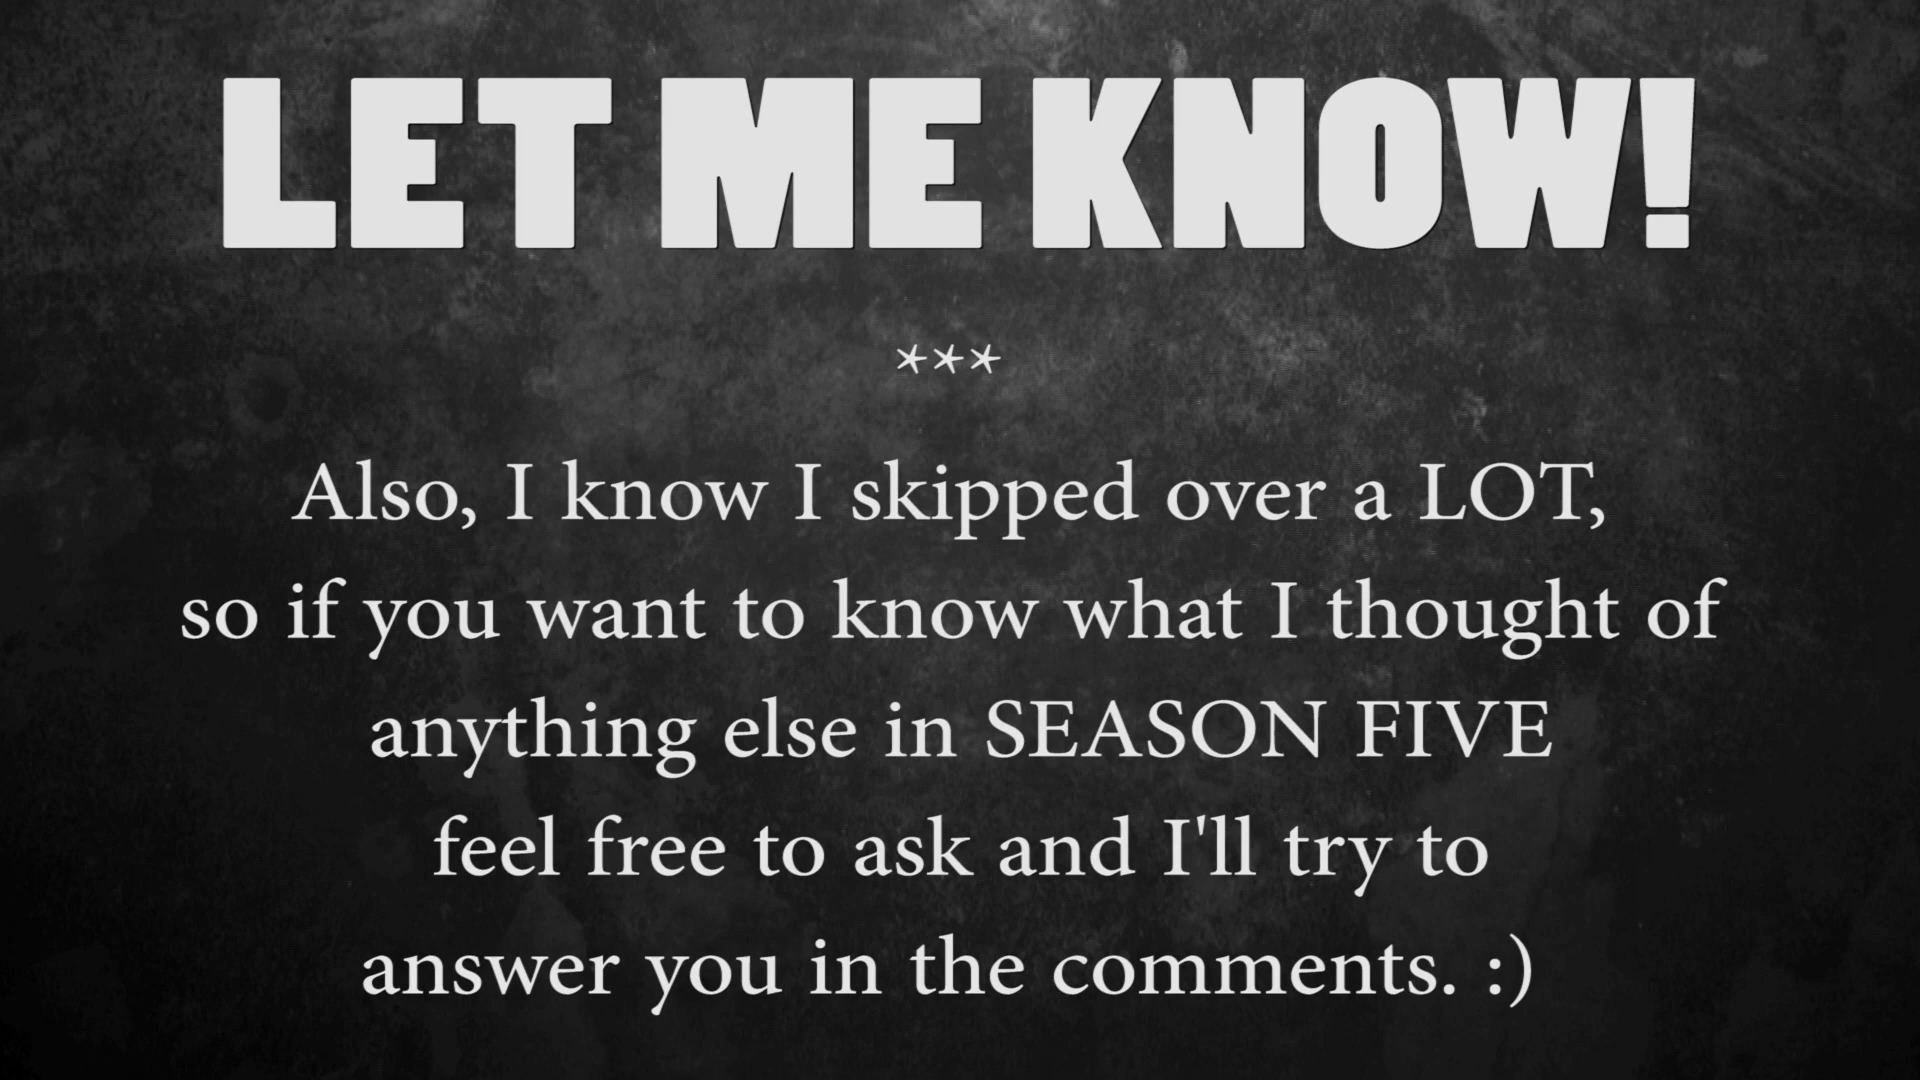 LET ME KNOW!
***
Also, I know I skipped over a LOT,
so if you want to know what I thought of
anything else in SEASON FIVE
feel free to ask and I'll try to
answer you in the comments. :)